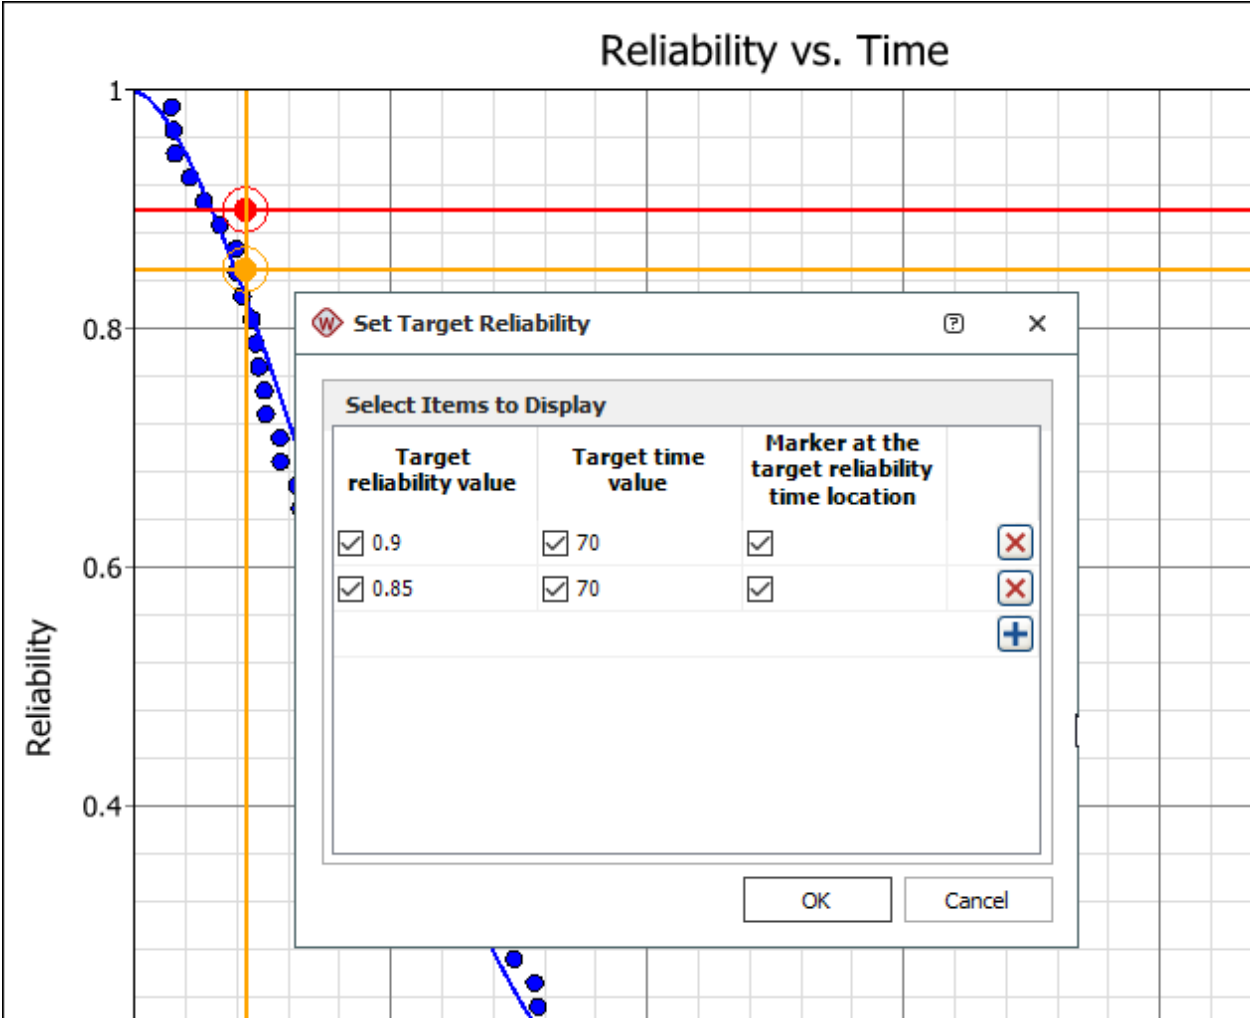 Reliability vs. Time
1
0.8
0.6
0.4
Reliability
W Set Target Reliability ?
Select Items to Display
Target reliability value
Target time value
Marker at the target reliability time location
0.9 70
0.85 70
OK Cancel